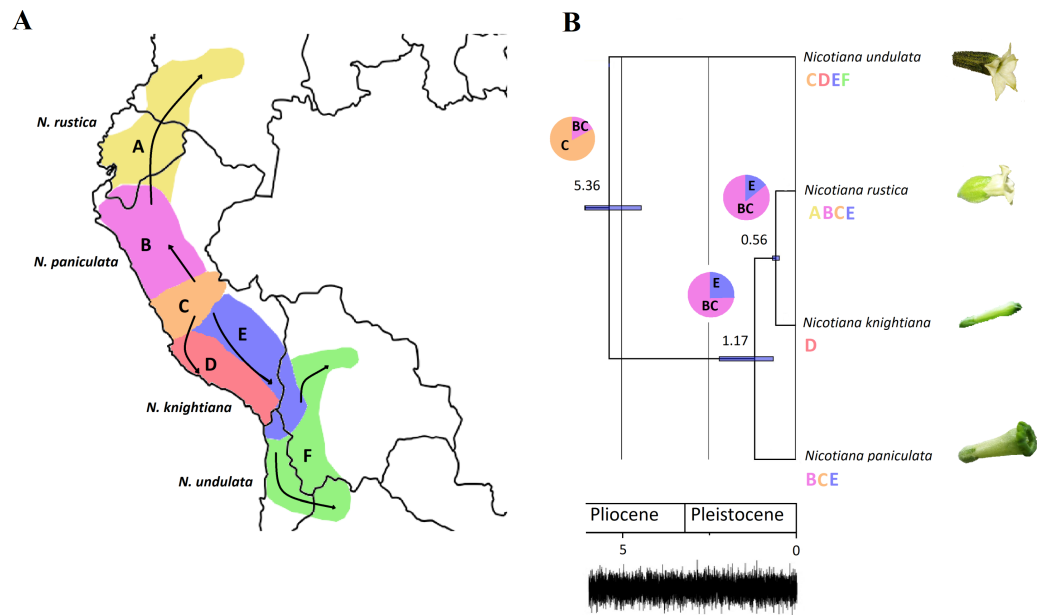 A
B
N. rustica
A
B
N. paniculata
C
E
D
N. knightiana
F
N. undulata
Nicotiana undulata
CDEF
BC
C
5.36
E
BC
Nicotiana rustica
ABCE
0.56
E
BC
Nicotiana knightiana
D
1.17
Nicotiana paniculata
BCE
Pliocene Pleistocene
5 0